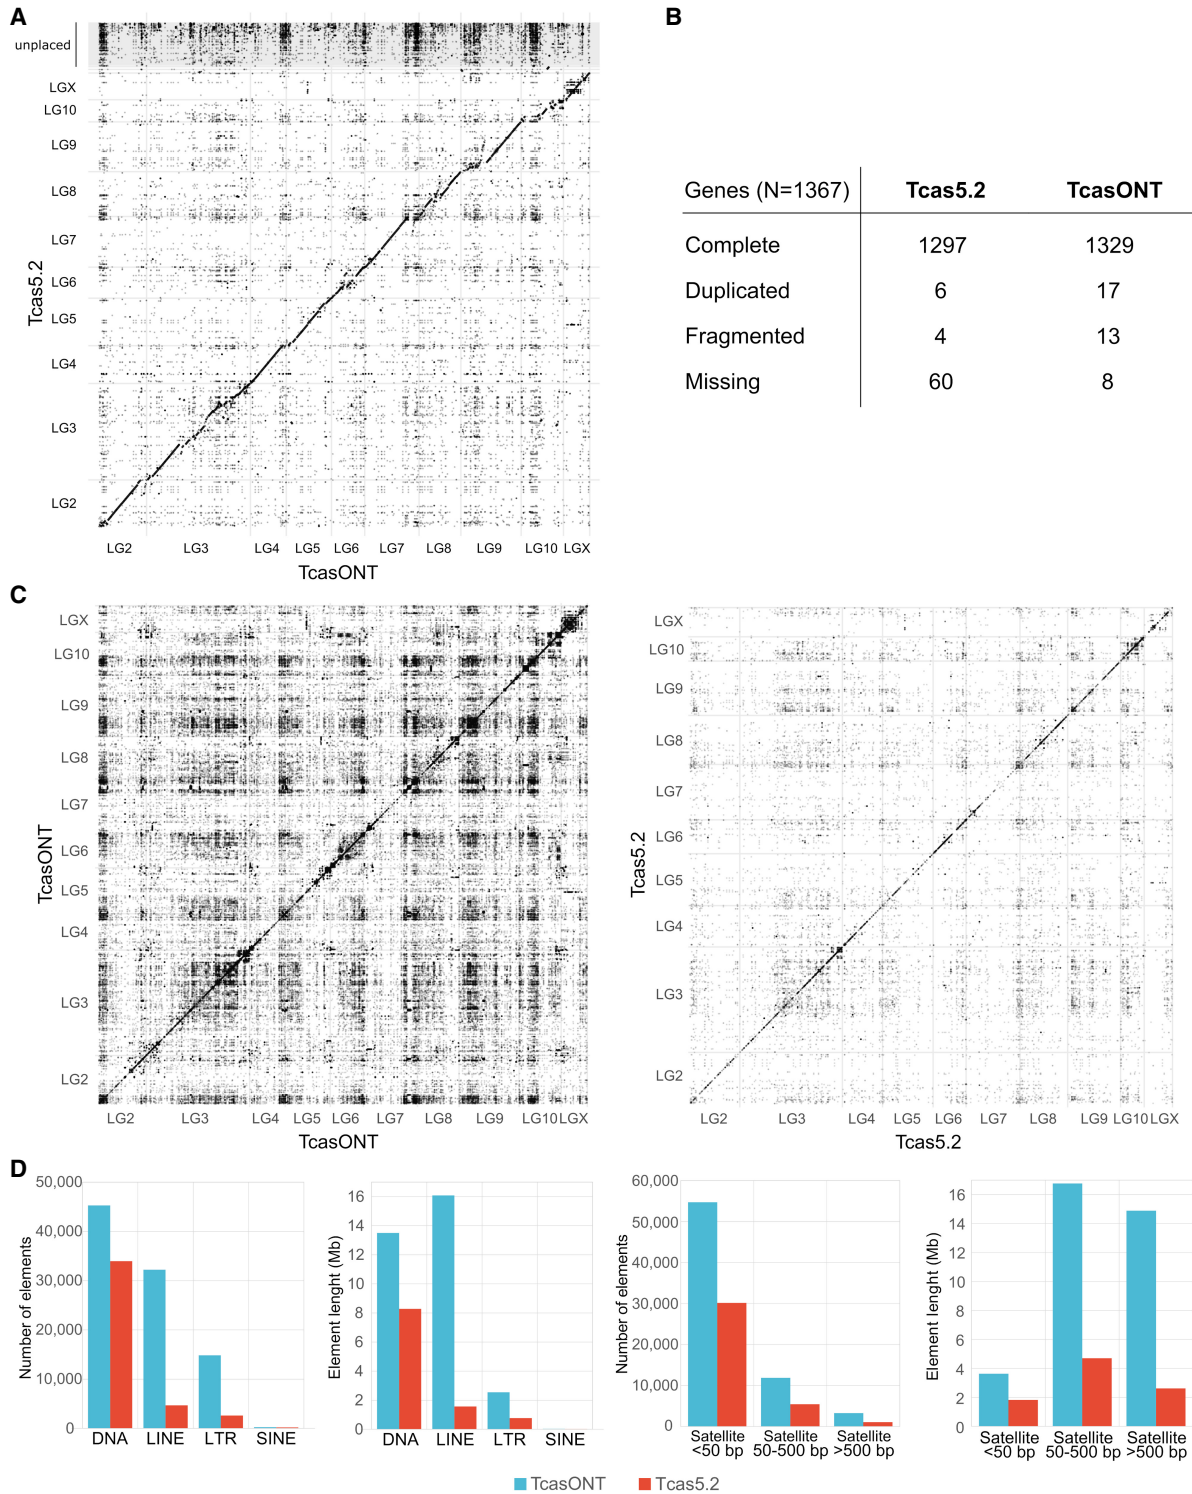 A
unplaced
LGX
LG10
LG9
LG8
LG7
LG6
LG5
LG4
LG3
LG2
Tcas5.2
LG2 LG3 LG4 LG5 LG6 LG7 LG8 LG9 LG10 LGX
TcasONT
B
Genes (N=1367) Tcas5.2 TcasONT
Complete 1297 1329
Duplicated 6 17
Fragmented 4 13
Missing 60 8
C
LGX
LG10
LG9
LG8
LG7
LG6
LG5
LG4
LG3
LG2
TcasONT
LG2 LG3 LG4 LG5 LG6 LG7 LG8 LG9 LG10 LGX
TcasONT
LGX
LG10
LG9
LG8
LG7
LG6
LG5
LG4
LG3
LG2
Tcas5.2
LG2 LG3 LG4 LG5 LG6 LG7 LG8 LG9 LG10 LGX
Tcas5.2
D
Number of elements
50,000
40,000
30,000
20,000
10,000
0
DNA LINE LTR SINE
Element lenght (Mb)
16
14
12
10
8
6
4
2
0
DNA LINE LTR SINE
Number of elements
60,000
50,000
40,000
30,000
20,000
10,000
0
Satellite Satellite Satellite
<50 bp 50-500 bp >500 bp
Element lenght (Mb)
16
14
12
10
8
6
4
2
0
Satellite Satellite Satellite
<50 bp 50-500 bp >500 bp
TcasONT Tcas5.2